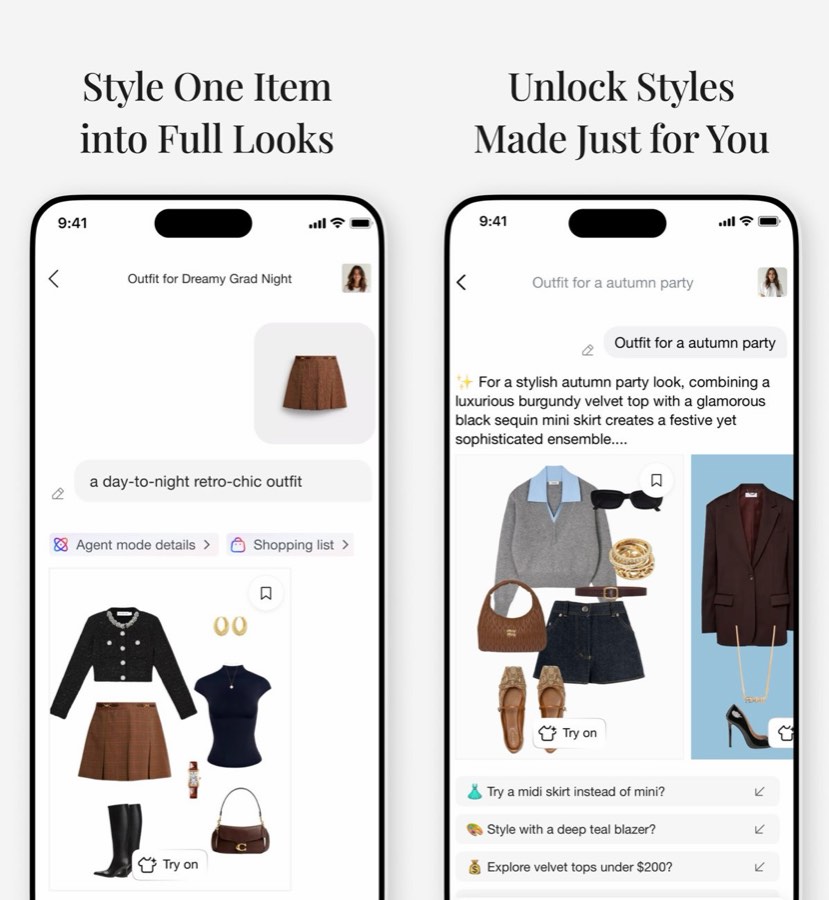 Style One Item
into Full Looks
9:41
Outfit for Dreamy Grad Night
a day-to-night retro-chic outfit
Agent mode details
Shopping list
Try on
Unlock Styles
Made Just for You
9:41
Outfit for a autumn party
Outfit for a autumn party
✨ For a stylish autumn party look, combining a
luxurious burgundy velvet top with a glamorous
black sequin mini skirt creates a festive yet
sophisticated ensemble....
Try on
Try a midi skirt instead of mini?
Style with a deep teal blazer?
Explore velvet tops under $200?